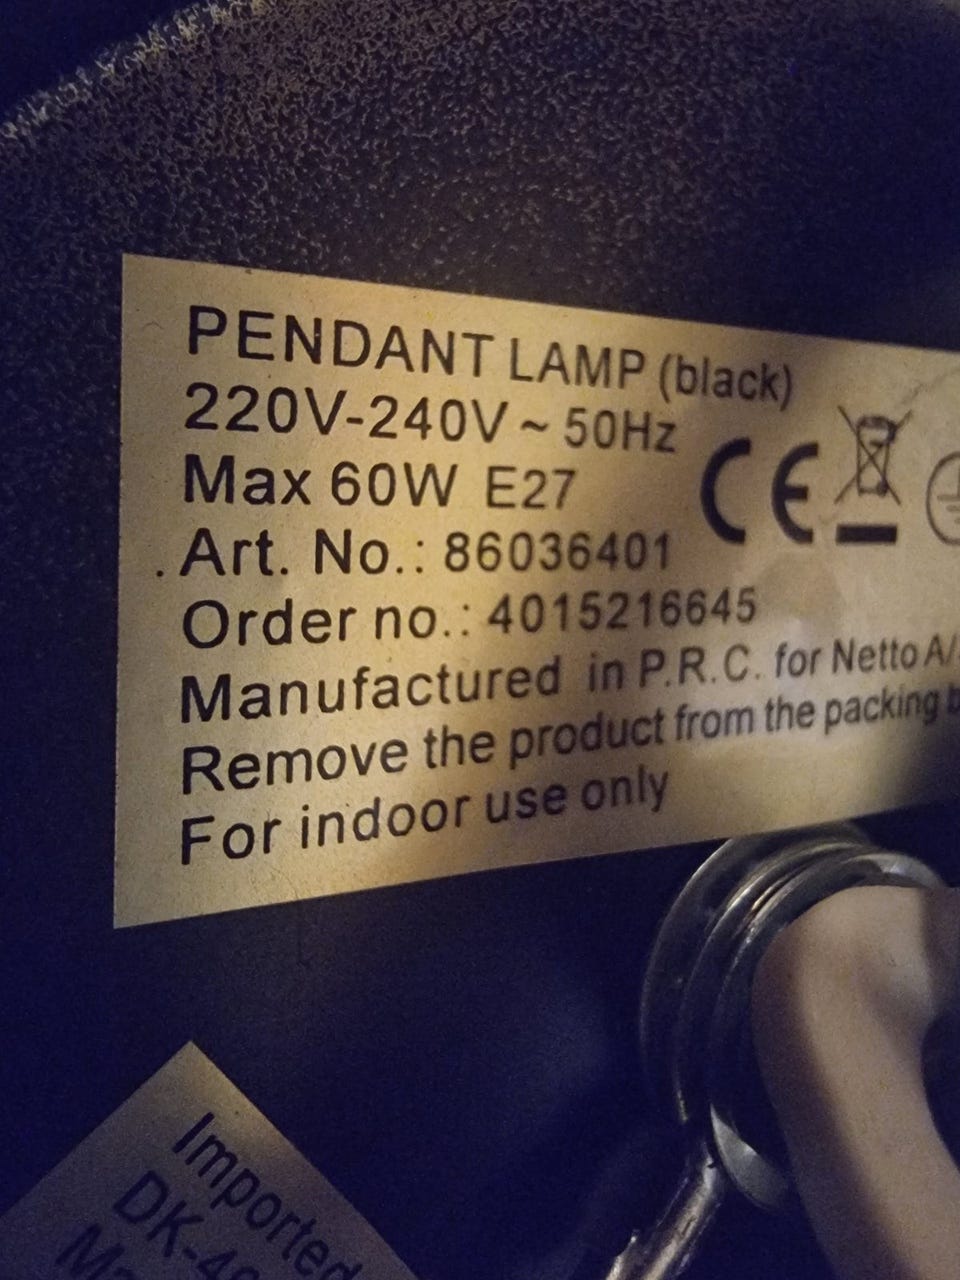 PENDANT LAMP (black)
220V-240V ~ 50Hz
Max 60W E27
CE
. Art. No.: 86036401
Order no.: 4015216645
Manufactured in P.R.C. for Netto A/
Remove the product from the packing
For indoor use only
Imported
DK-